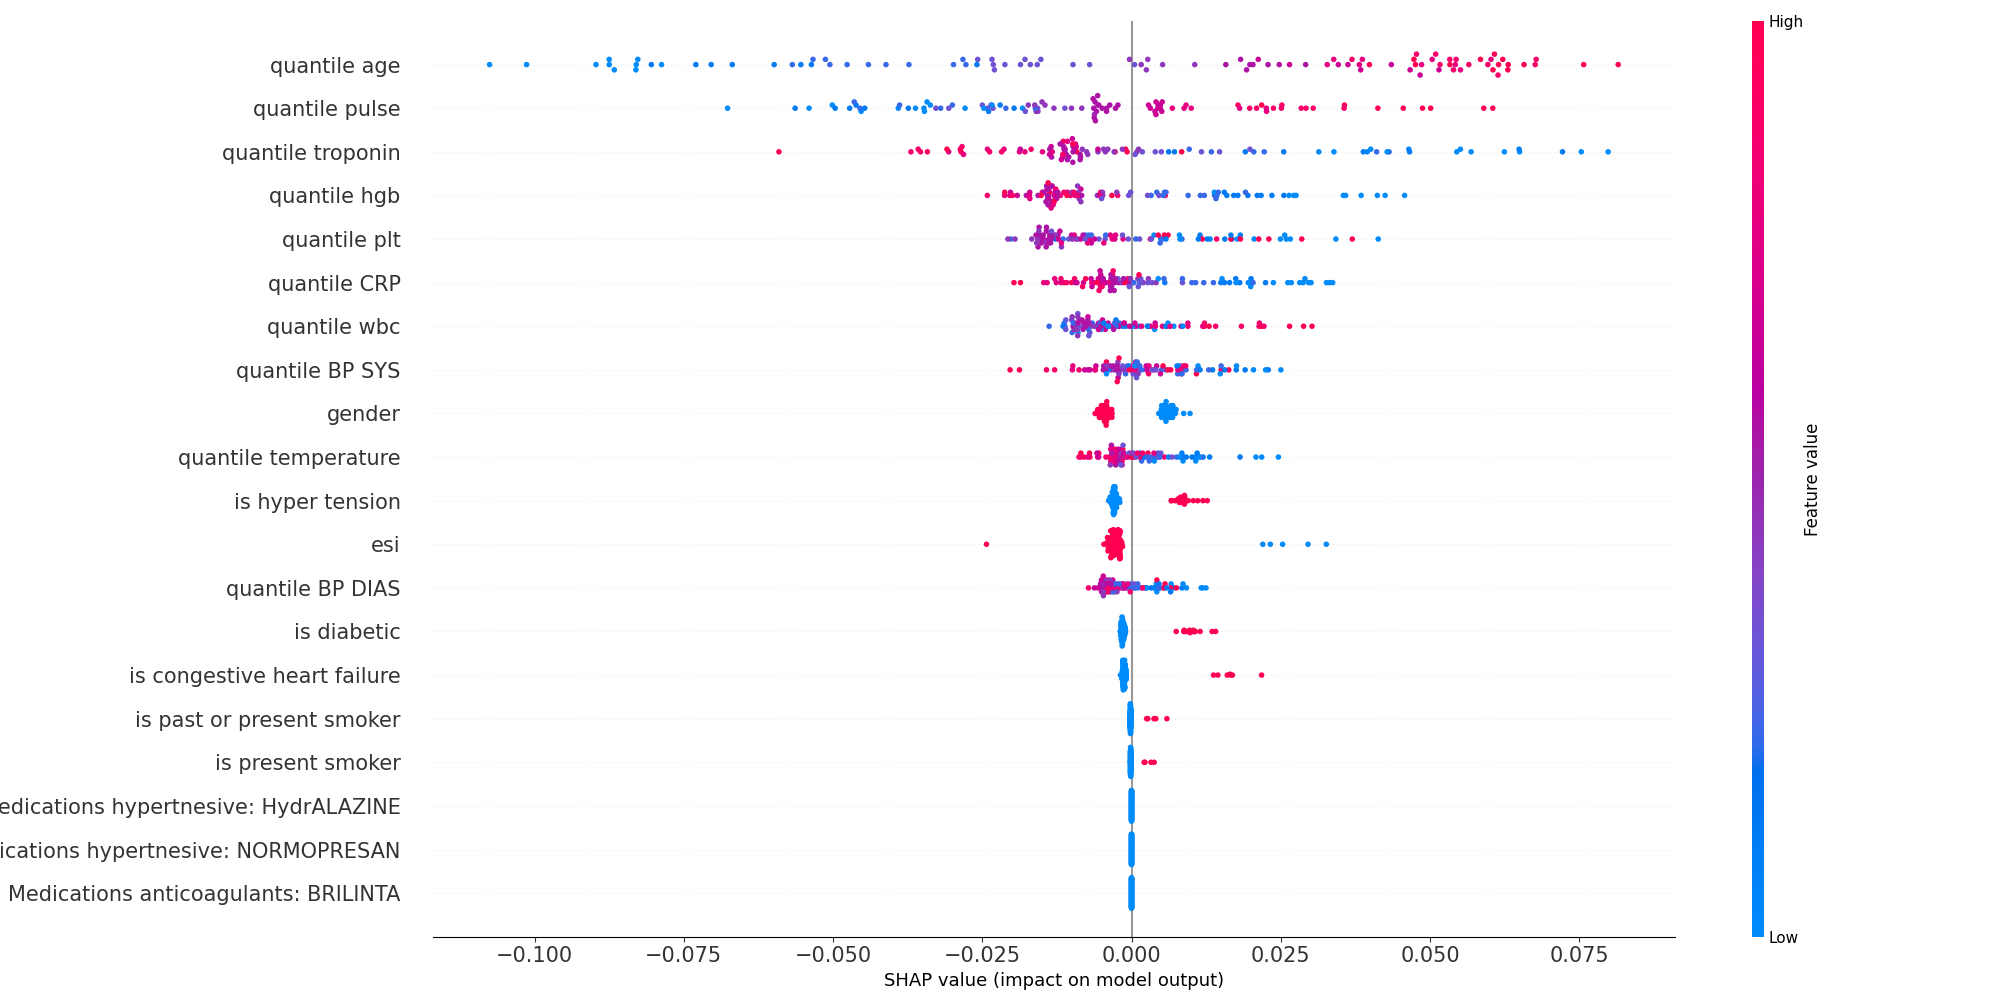 High
quantile age
quantile pulse
quantile troponin
quantile hgb
quantile plt
quantile CRP
quantile wbc
quantile BP SYS
gender
quantile temperature
is hyper tension
esi
quantile BP DIAS
is diabetic
is congestive heart failure
is past or present smoker
is present smoker
edications hypertnesive: HydrALAZINE
ications hypertnesive: NORMOPRESAN
Medications anticoagulants: BRILINTA
Feature value
Low
−0.100 −0.075 −0.050 −0.025 0.000 0.025 0.050 0.075
SHAP value (impact on model output)